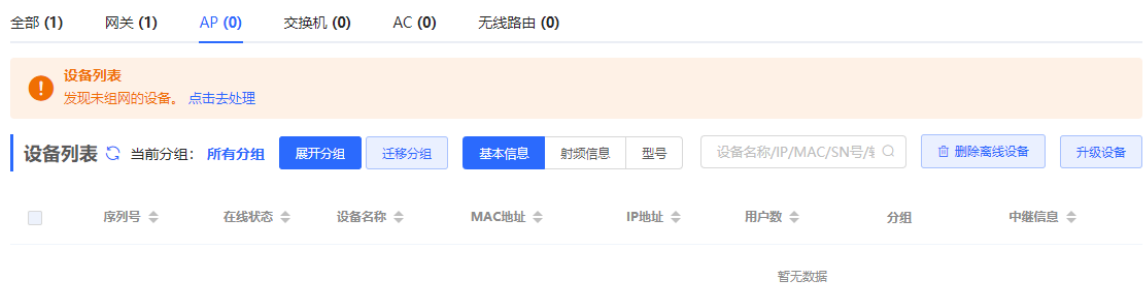 全部 (1) 网关 (1) AP (0) 交换机 (0) AC (0) 无线路由 (0)
设备列表
发现未组网的设备。 点击去处理
设备列表 当前分组： 所有分组 展开分组 迁移分组 基本信息 射频信息 型号 设备名称/IP/MAC/SN号/ 删除离线设备 升级设备
序列号 在线状态 设备名称 MAC地址 IP地址 用户数 分组 中继信息
暂无数据